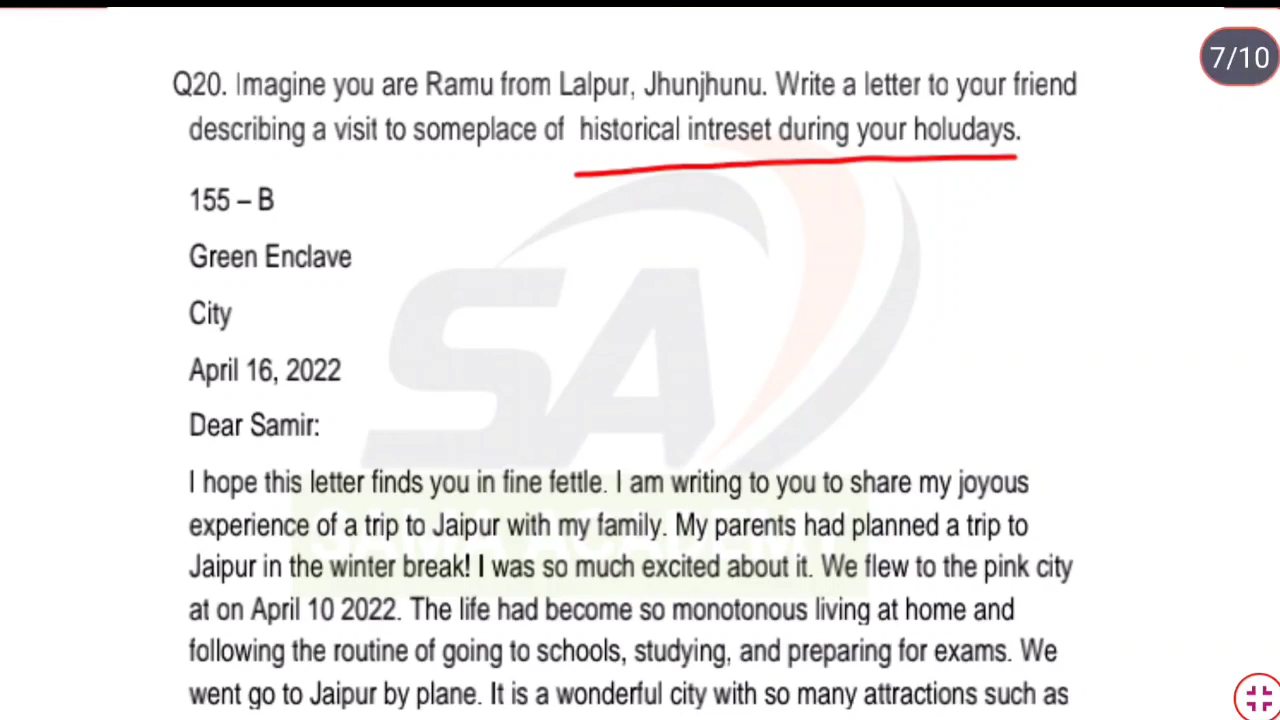 7/10
Q20. Imagine you are Ramu from Lalpur, Jhunjhunu. Write a letter to your friend
describing a visit to someplace of historical intreset during your holudays.
155 – B
Green Enclave
City
April 16, 2022
Dear Samir:
I hope this letter finds you in fine fettle. I am writing to you to share my joyous
experience of a trip to Jaipur with my family. My parents had planned a trip to
Jaipur in the winter break! I was so much excited about it. We flew to the pink city
at on April 10 2022. The life had become so monotonous living at home and
following the routine of going to schools, studying, and preparing for exams. We
went go to Jaipur by plane. It is a wonderful city with so many attractions such as
SA